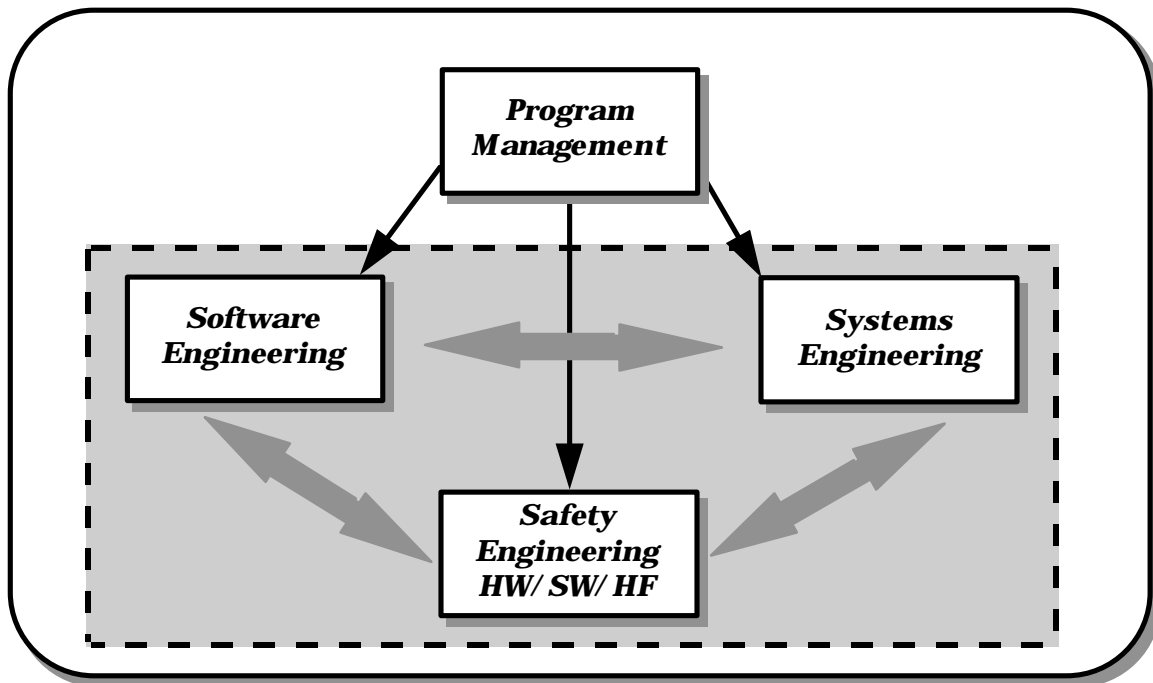 Program
Management
Software
Engineering
Systems
Engineering
Safety
Engineering
HW/ SW/ HF